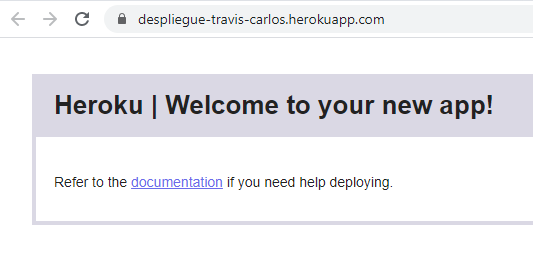 despliegue-travis-carlos.herokuapp.com
Heroku | Welcome to your new app!
Refer to the documentation if you need help deploying.